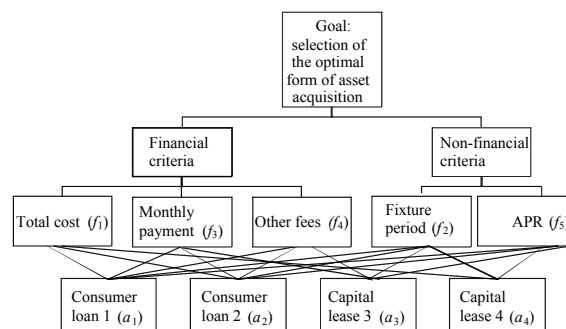 Goal:
selection of
the optimal
form of asset
acquisition
Financial
criteria
Non-financial
criteria
Total cost (f₁)
Monthly
payment (f₃)
Other fees (f₄)
Fixture
period (f₂)
APR (f₅)
Consumer
loan 1 (a₁)
Consumer
loan 2 (a₂)
Capital
lease 3 (a₃)
Capital
lease 4 (a₄)